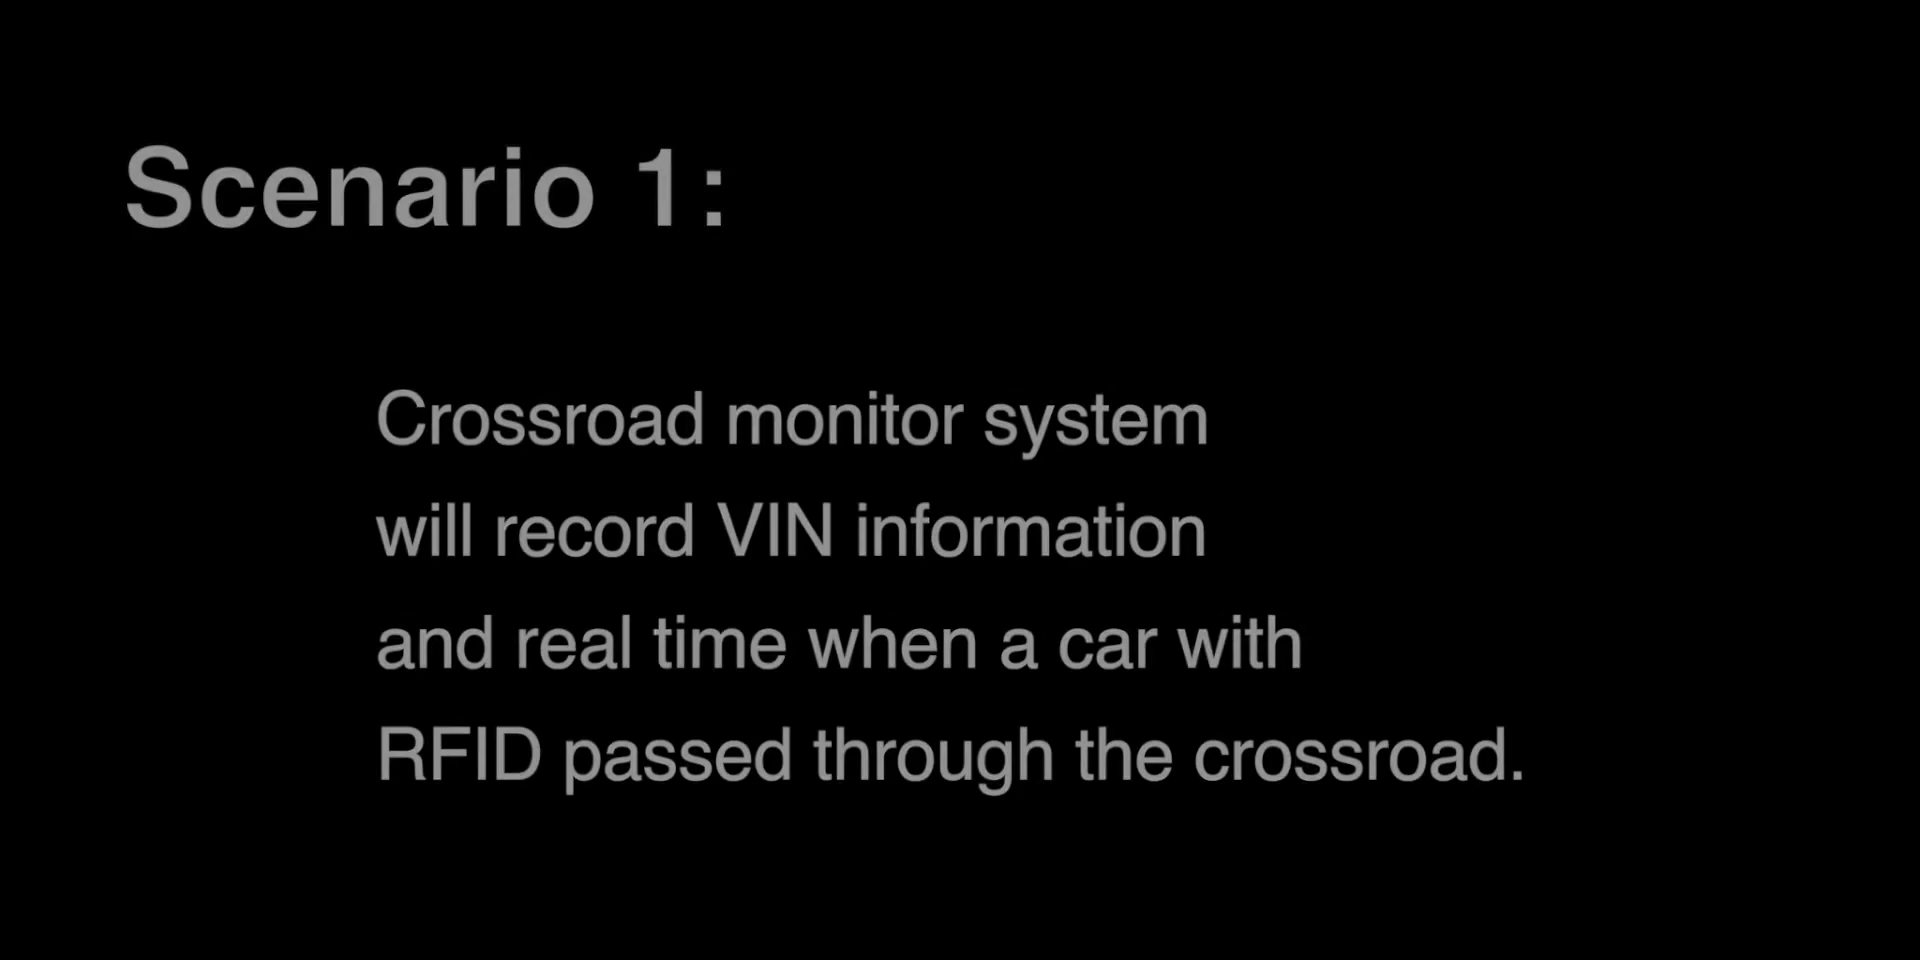 Scenario 1:
Crossroad monitor system
will record VIN information
and real time when a car with
RFID passed through the crossroad.